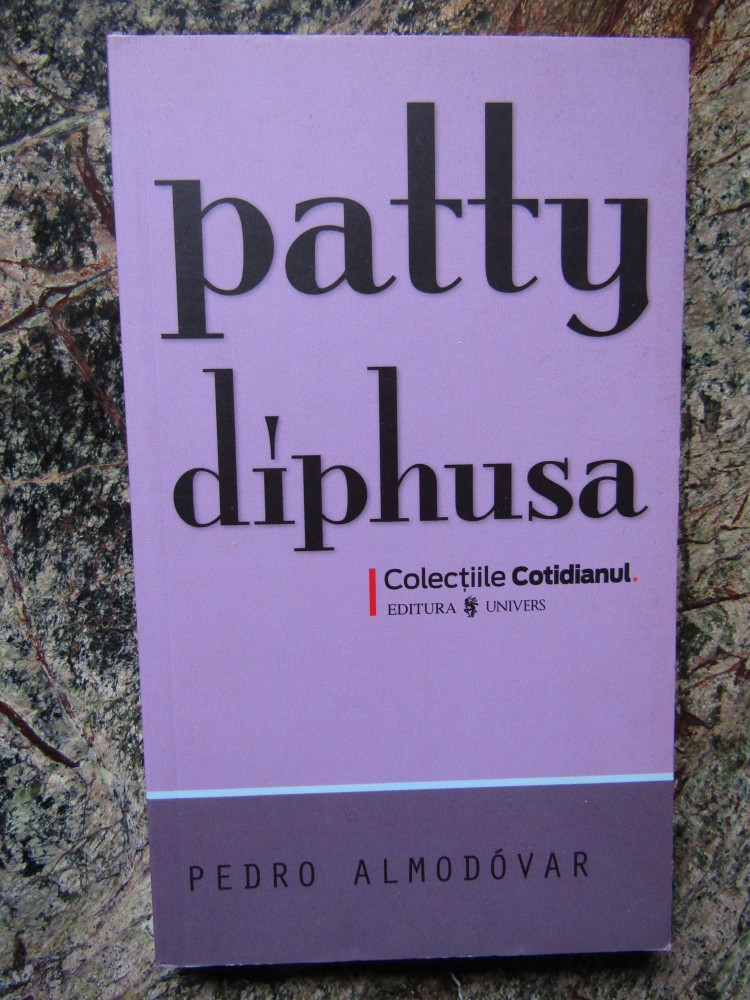 patty
diphusa
Colecțiile Cotidianul.
EDITURA UNIVERS
PEDRO ALMODÓVAR